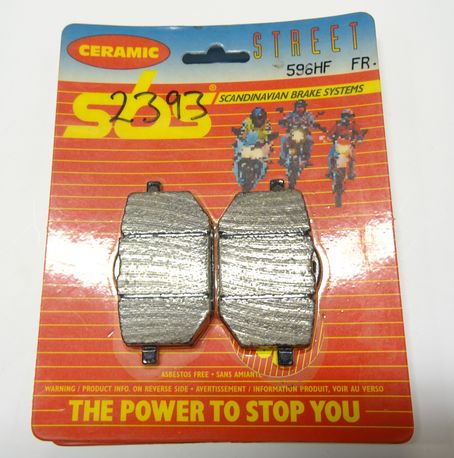 CERAMIC
STREET
596HF FR.
sbs®
2393
SCANDINAVIAN BRAKE SYSTEMS
ASBESTOS FREE • SANS AMIANTE
WARNING / PRODUCT INFO. ON REVERSE SIDE • AVERTISSEMENT / INFORMATION PRODUIT, VOIR AU VERSO
THE POWER TO STOP YOU